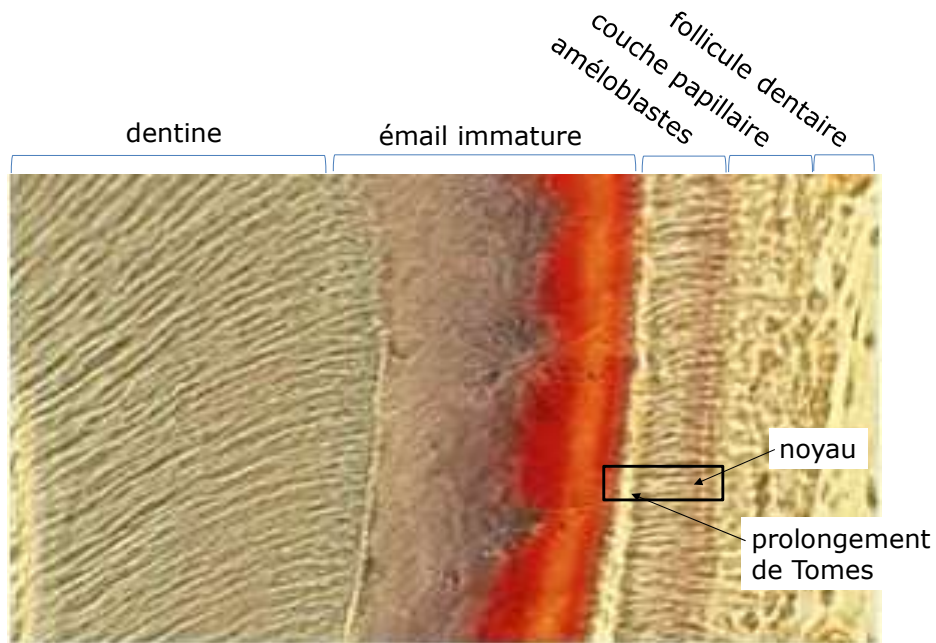 dentine
émail immature
améloblastes
couche papillaire
follicule dentaire
noyau
prolongement
de Tomes